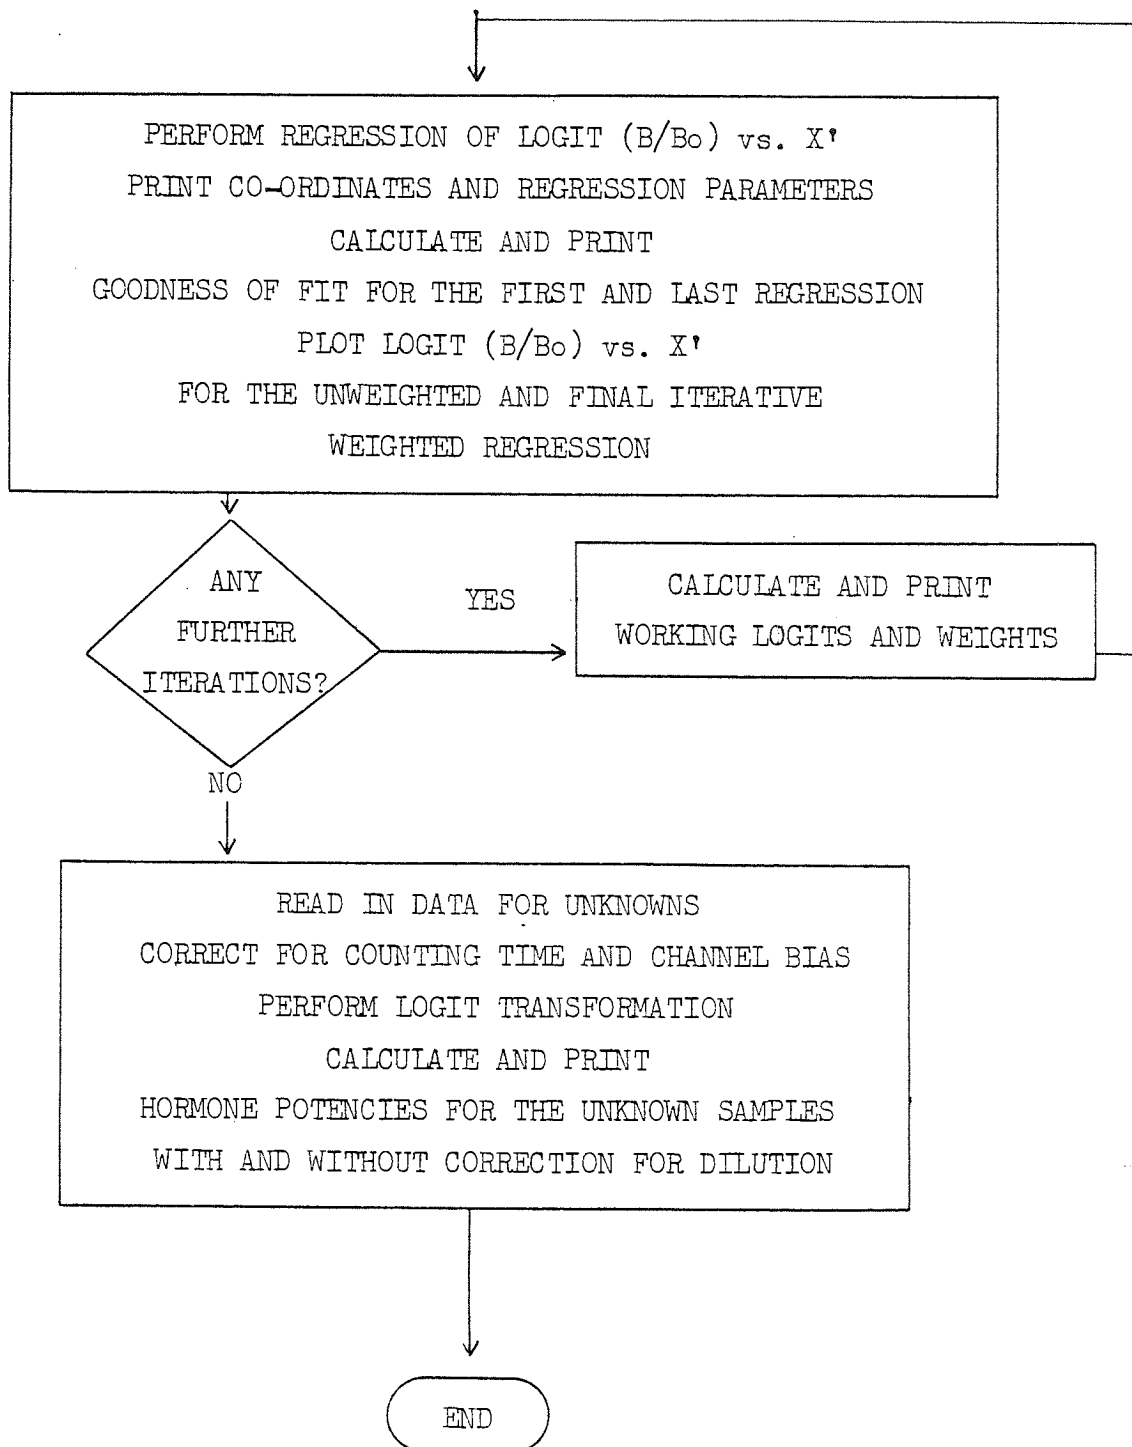 PERFORM REGRESSION OF LOGIT (B/Bo) vs. X'
PRINT CO-ORDINATES AND REGRESSION PARAMETERS
CALCULATE AND PRINT
GOODNESS OF FIT FOR THE FIRST AND LAST REGRESSION
PLOT LOGIT (B/Bo) vs. X'
FOR THE UNWEIGHTED AND FINAL ITERATIVE
WEIGHTED REGRESSION
ANY
FURTHER
ITERATIONS?
YES
CALCULATE AND PRINT
WORKING LOGITS AND WEIGHTS
NO
READ IN DATA FOR UNKNOWNS
CORRECT FOR COUNTING TIME AND CHANNEL BIAS
PERFORM LOGIT TRANSFORMATION
CALCULATE AND PRINT
HORMONE POTENCIES FOR THE UNKNOWN SAMPLES
WITH AND WITHOUT CORRECTION FOR DILUTION
END